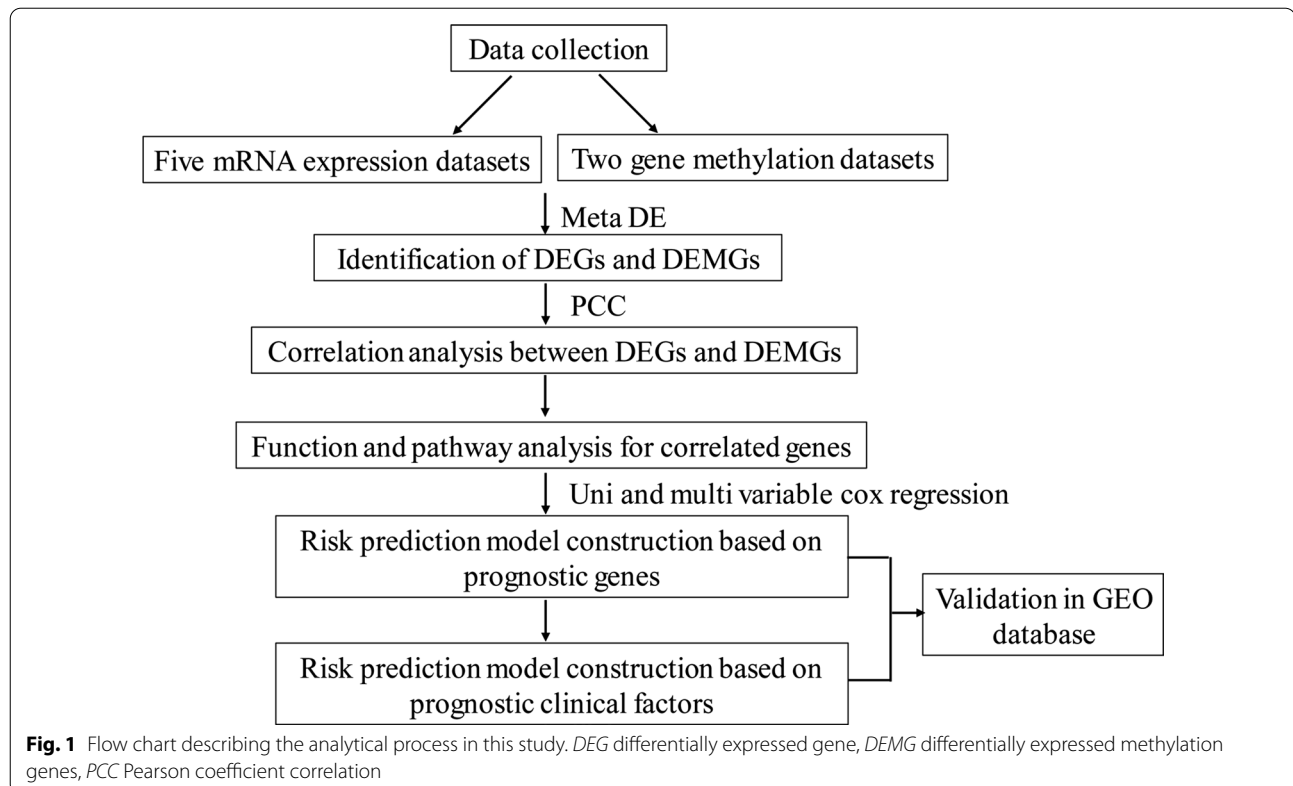 Data collection
Five mRNA expression datasets
Two gene methylation datasets
Meta DE
Identification of DEGs and DEMGs
PCC
Correlation analysis between DEGs and DEMGs
Function and pathway analysis for correlated genes
Uni and multi variable cox regression
Risk prediction model construction based on
prognostic genes
Validation in GEO
database
Risk prediction model construction based on
prognostic clinical factors
Fig. 1 Flow chart describing the analytical process in this study. DEG differentially expressed gene, DEMG differentially expressed methylation
genes, PCC Pearson coefficient correlation